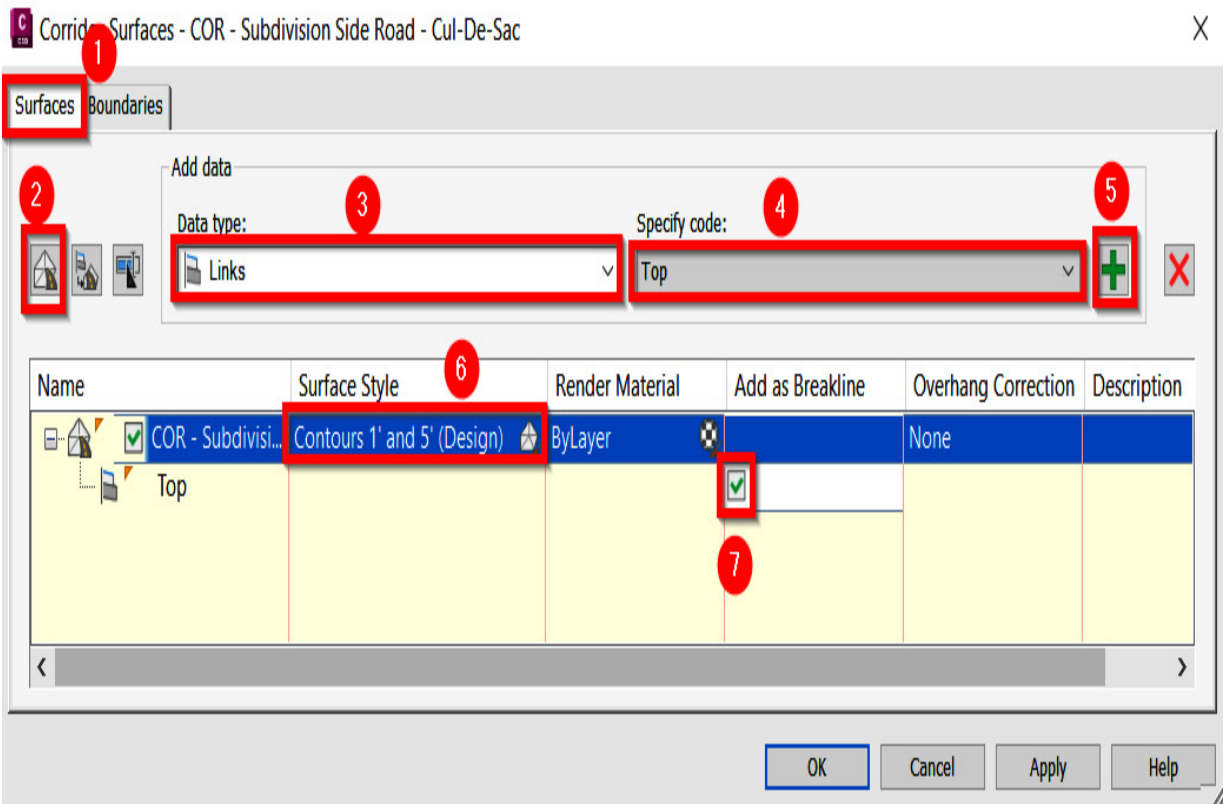 C
C3D
Corrido Surfaces - COR - Subdivision Side Road - Cul-De-Sac
X
1
Surfaces Boundaries
2
Add data
3
4
5
Data type:
Specify code:
Links
Top
6
Name Surface Style Render Material Add as Breakline Overhang Correction Description
COR - Subdivisi... Contours 1' and 5' (Design) ByLayer None
Top
7
OK Cancel Apply Help